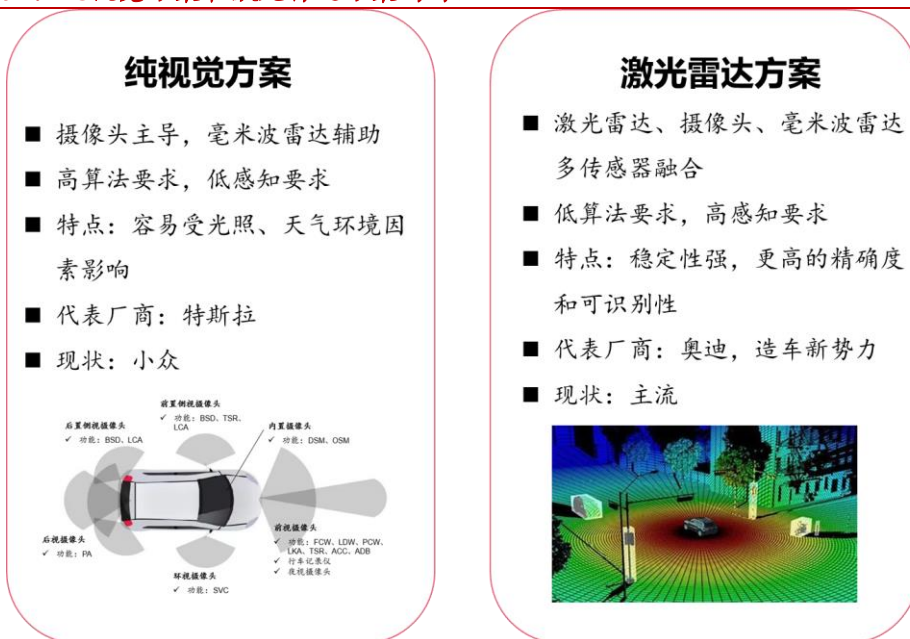 纯视觉方案
■ 摄像头主导，毫米波雷达辅助
■ 高算法要求，低感知要求
■ 特点：容易受光照、天气环境因
素影响
■ 代表厂商：特斯拉
■ 现状：小众
前置侧视摄像头
✓ 功能：BSD、TSR、
LCA
后置侧视摄像头
✓ 功能：BSD、LCA
内置摄像头
✓ 功能：DSM、OSM
后视摄像头
✓ 功能：PA
前视摄像头
✓ 功能：FCW、LDW、PCW、
LKA、TSR、ACC、ADB
✓ 行车记录仪
✓ 夜视摄像头
环视摄像头
✓ 功能：SVC
激光雷达方案
■ 激光雷达、摄像头、毫米波雷达
多传感器融合
■ 低算法要求，高感知要求
■ 特点：稳定性强，更高的精确度
和可识别性
■ 代表厂商：奥迪，造车新势力
■ 现状：主流